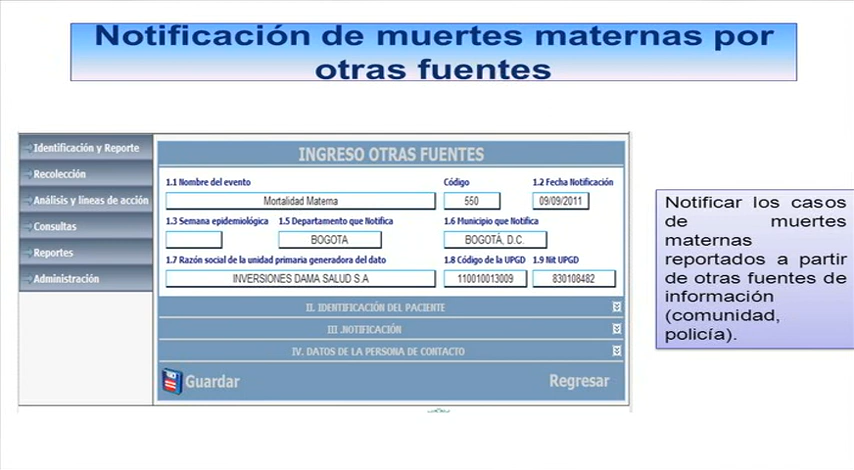 Notificación de muertes maternas por
otras fuentes
Identificación y Reporte
Recolección
Análisis y líneas de acción
Consultas
Reportes
Administración
INGRESO OTRAS FUENTES
1.1 Nombre del evento Código 1.2 Fecha Notificación
Mortalidad Materna 550 09/09/2011
1.3 Semana epidemiológica 1.5 Departamento que Notifica 1.6 Municipio que Notifica
BOGOTA BOGOTÁ, D.C.
1.7 Razón social de la unidad primaria generadora del dato 1.8 Código de la UPGD 1.9 Nit UPGD
INVERSIONES DAMA SALUD S.A 110010013009 830108482
II. IDENTIFICACIÓN DEL PACIENTE
III .NOTIFICACIÓN
IV. DATOS DE LA PERSONA DE CONTACTO
Guardar Regresar
Notificar los casos
de muertes
maternas
reportados a partir
de otras fuentes de
información
(comunidad,
policía).